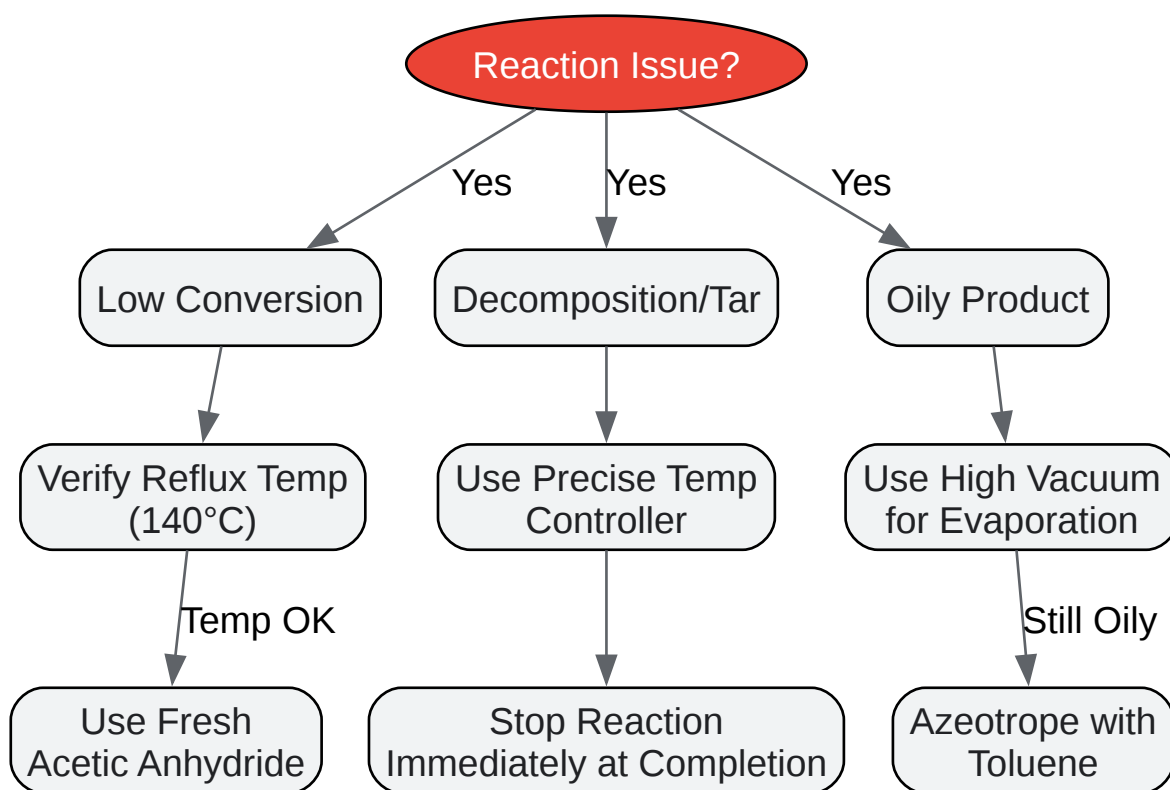 Reaction Issue?
Yes
Yes
Yes
Low Conversion
Decomposition/Tar
Oily Product
Verify Reflux Temp
(140°C)
Use Precise Temp
Controller
Use High Vacuum
for Evaporation
Temp OK
Still Oily
Use Fresh
Acetic Anhydride
Stop Reaction
Immediately at Completion
Azeotrope with
Toluene